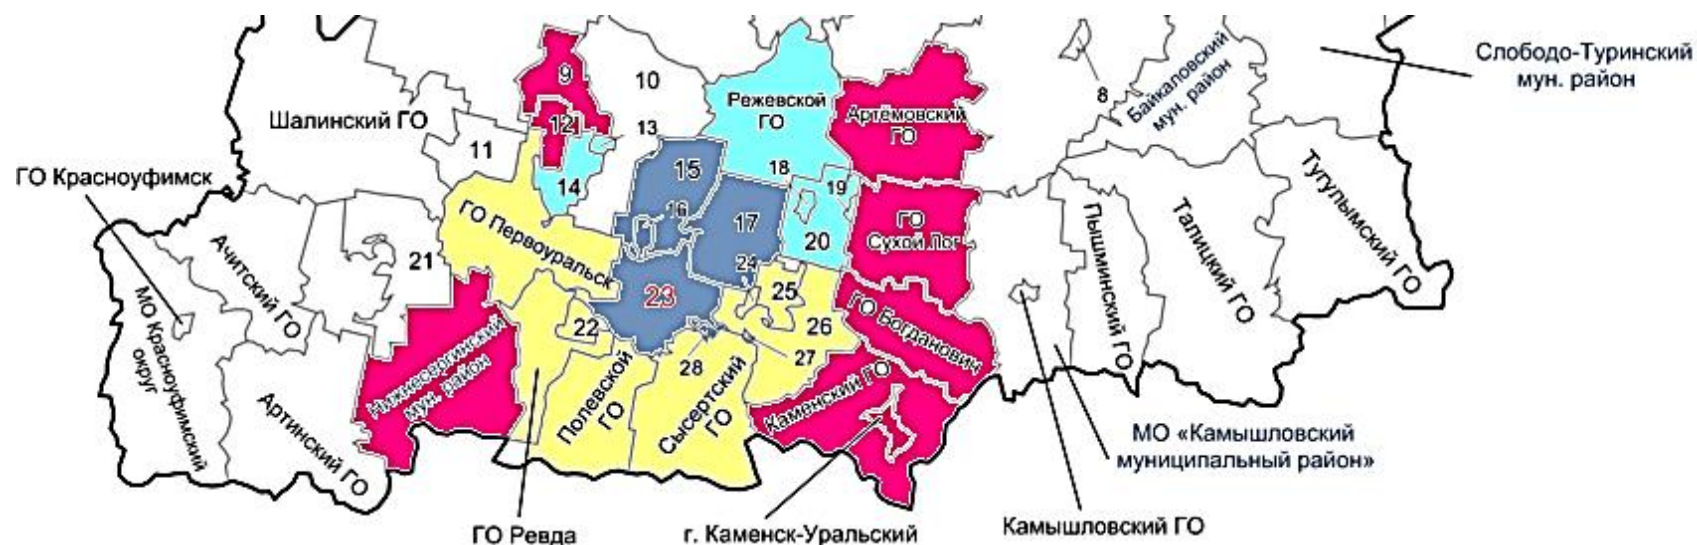 Слободо-Туринский
мун. район
Байкаловский
мун. район
8
9
10
Режевской
ГО
Артёмовский
ГО
Шалинский ГО
12
13
11
15
18
14
19
16
17
20
ГО
Сухой Лог
ГО Красноуфимск
ГО Первоуральск
Ачитский ГО
21
24
23
25
26
22
27
28
МО Красноуфимский
округ
Артинский ГО
Нижнесергинский
мун. район
Полевской
ГО
Сысертский
ГО
ГО Богданович
Каменский ГО
Пышминский ГО
Талицкий ГО
Тугулымский ГО
МО «Камышловский
муниципальный район»
ГО Ревда
г. Каменск-Уральский
Камышловский ГО